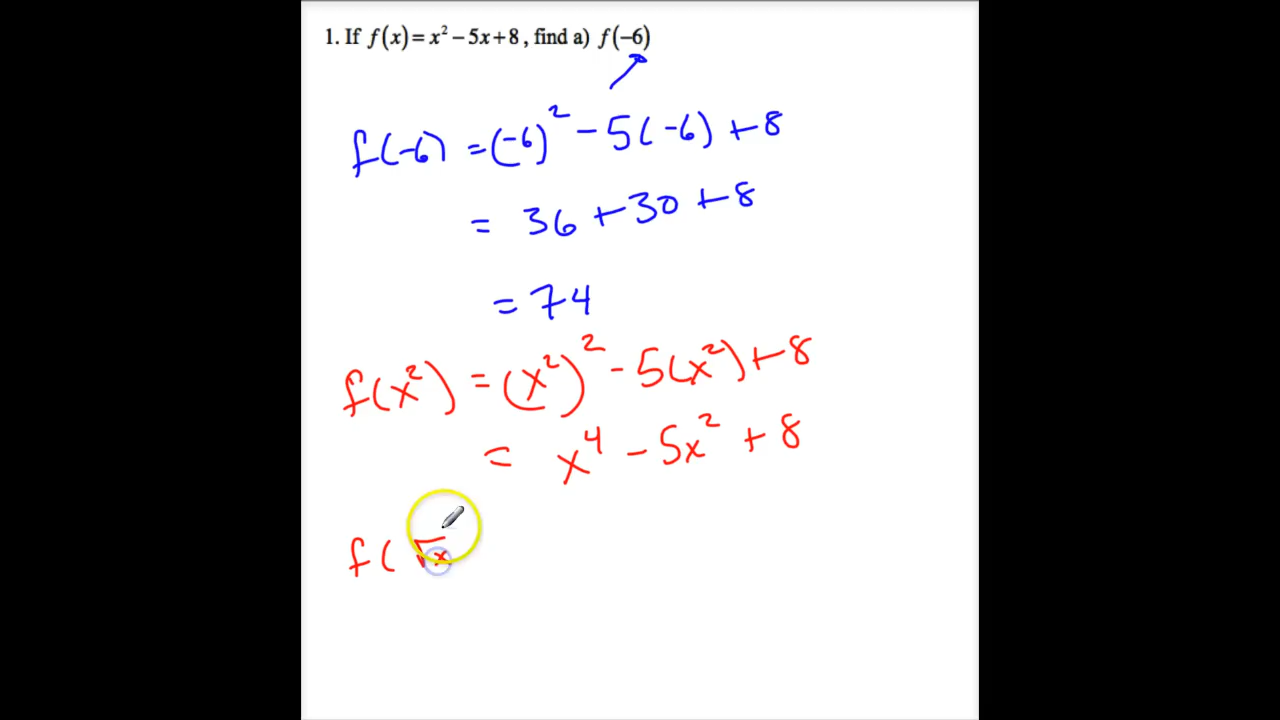 1. If f(x)=x²−5x+8, find a) f(−6)
f(-6) = (-6)² - 5(-6) + 8
= 36 + 30 + 8
= 74
f(x²) = (x²)² - 5(x²) + 8
= x⁴ - 5x² + 8
f(√x